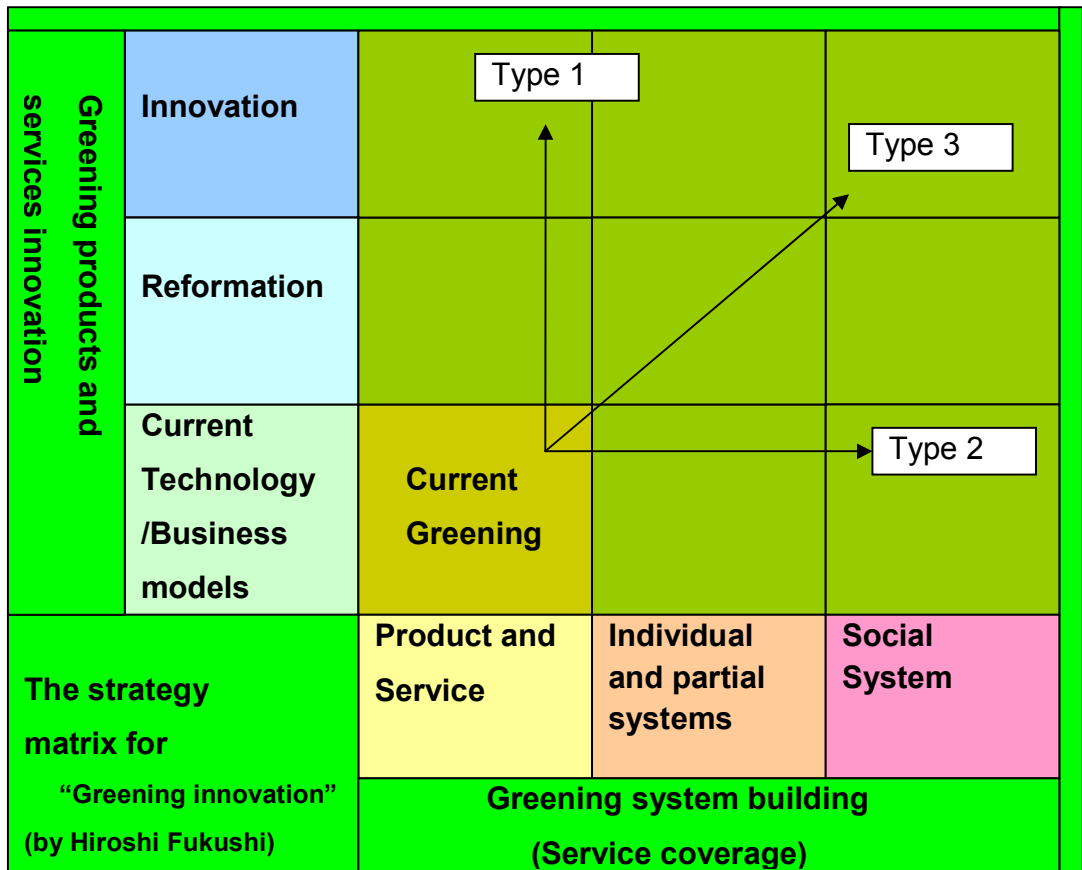 Greening products and
services innovation
Innovation
Type 1
Type 3
Reformation
Current
Technology
/Business
models
Current
Greening
Type 2
The strategy
matrix for
“Greening innovation”
(by Hiroshi Fukushi)
Product and
Service
Individual
and partial
systems
Social
System
Greening system building
(Service coverage)